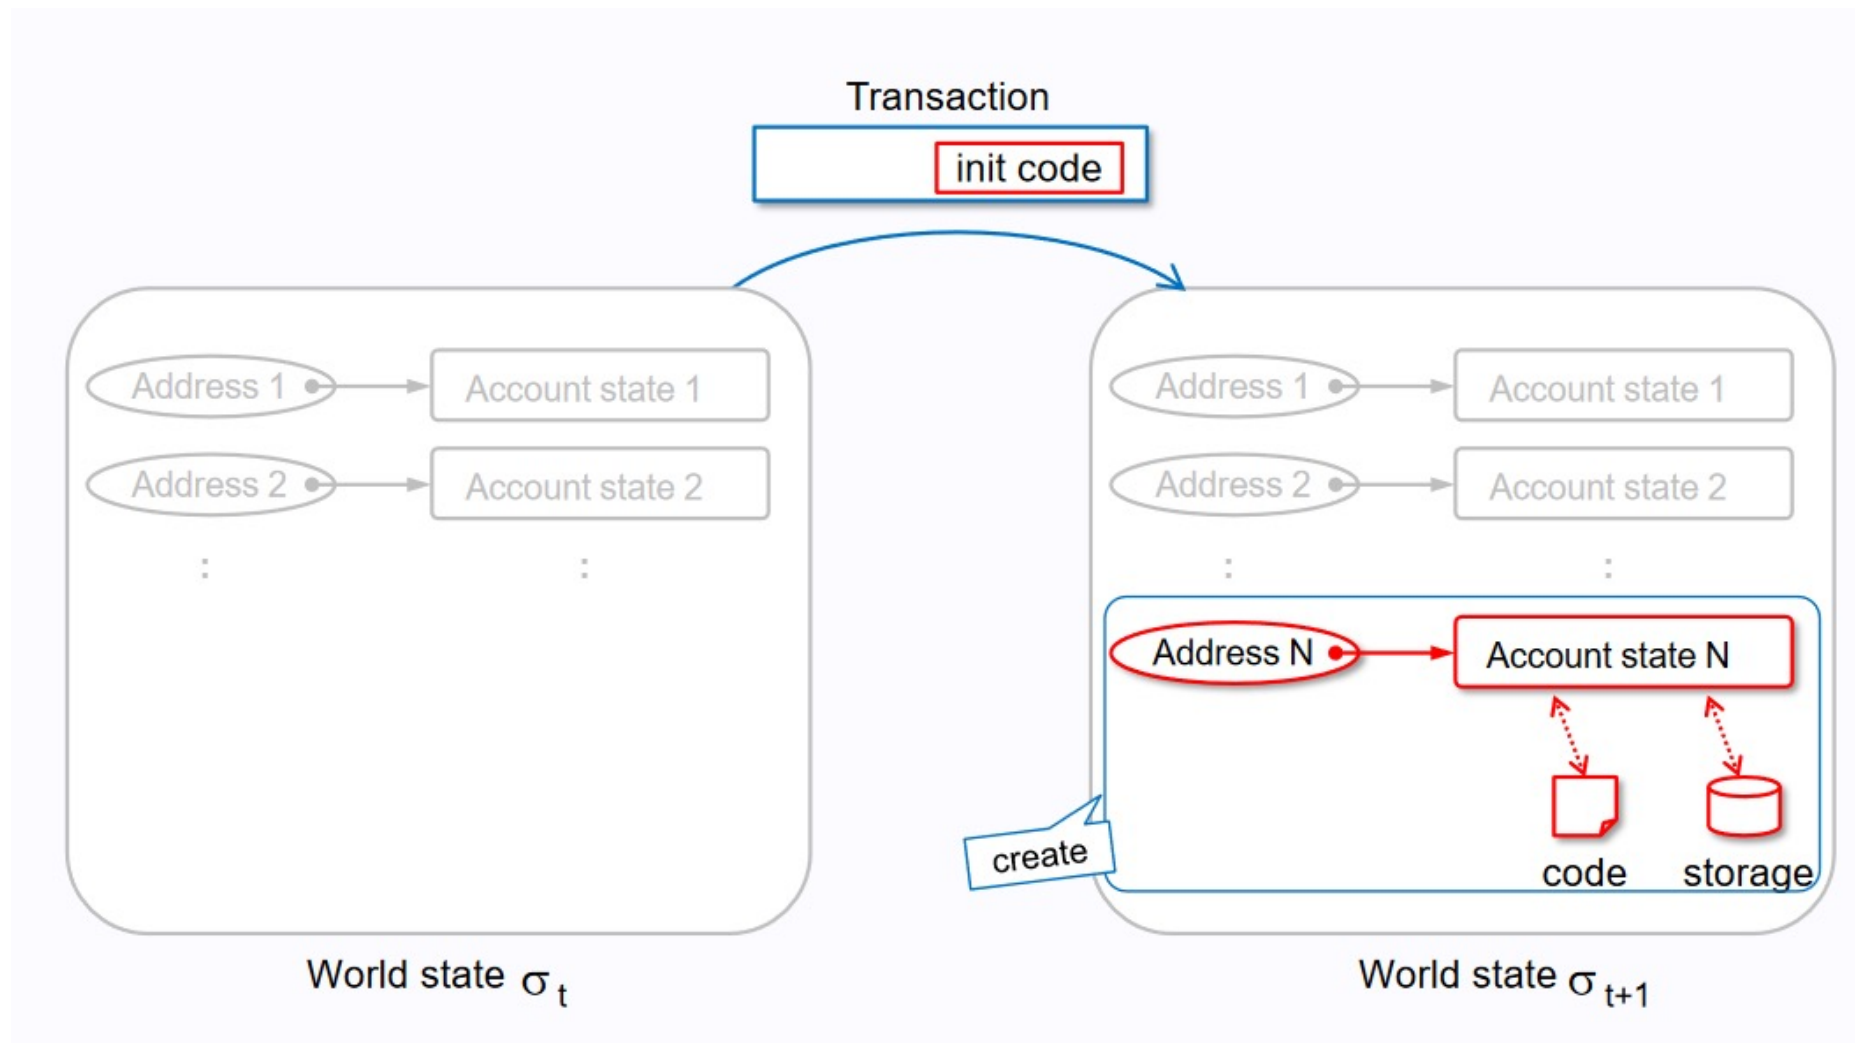 Transaction
init code
Address 1
Account state 1
Address 2
Account state 2
:
:
World state σ t
Address 1
Account state 1
Address 2
Account state 2
:
:
Address N
Account state N
create
code
storage
World state σ t+1